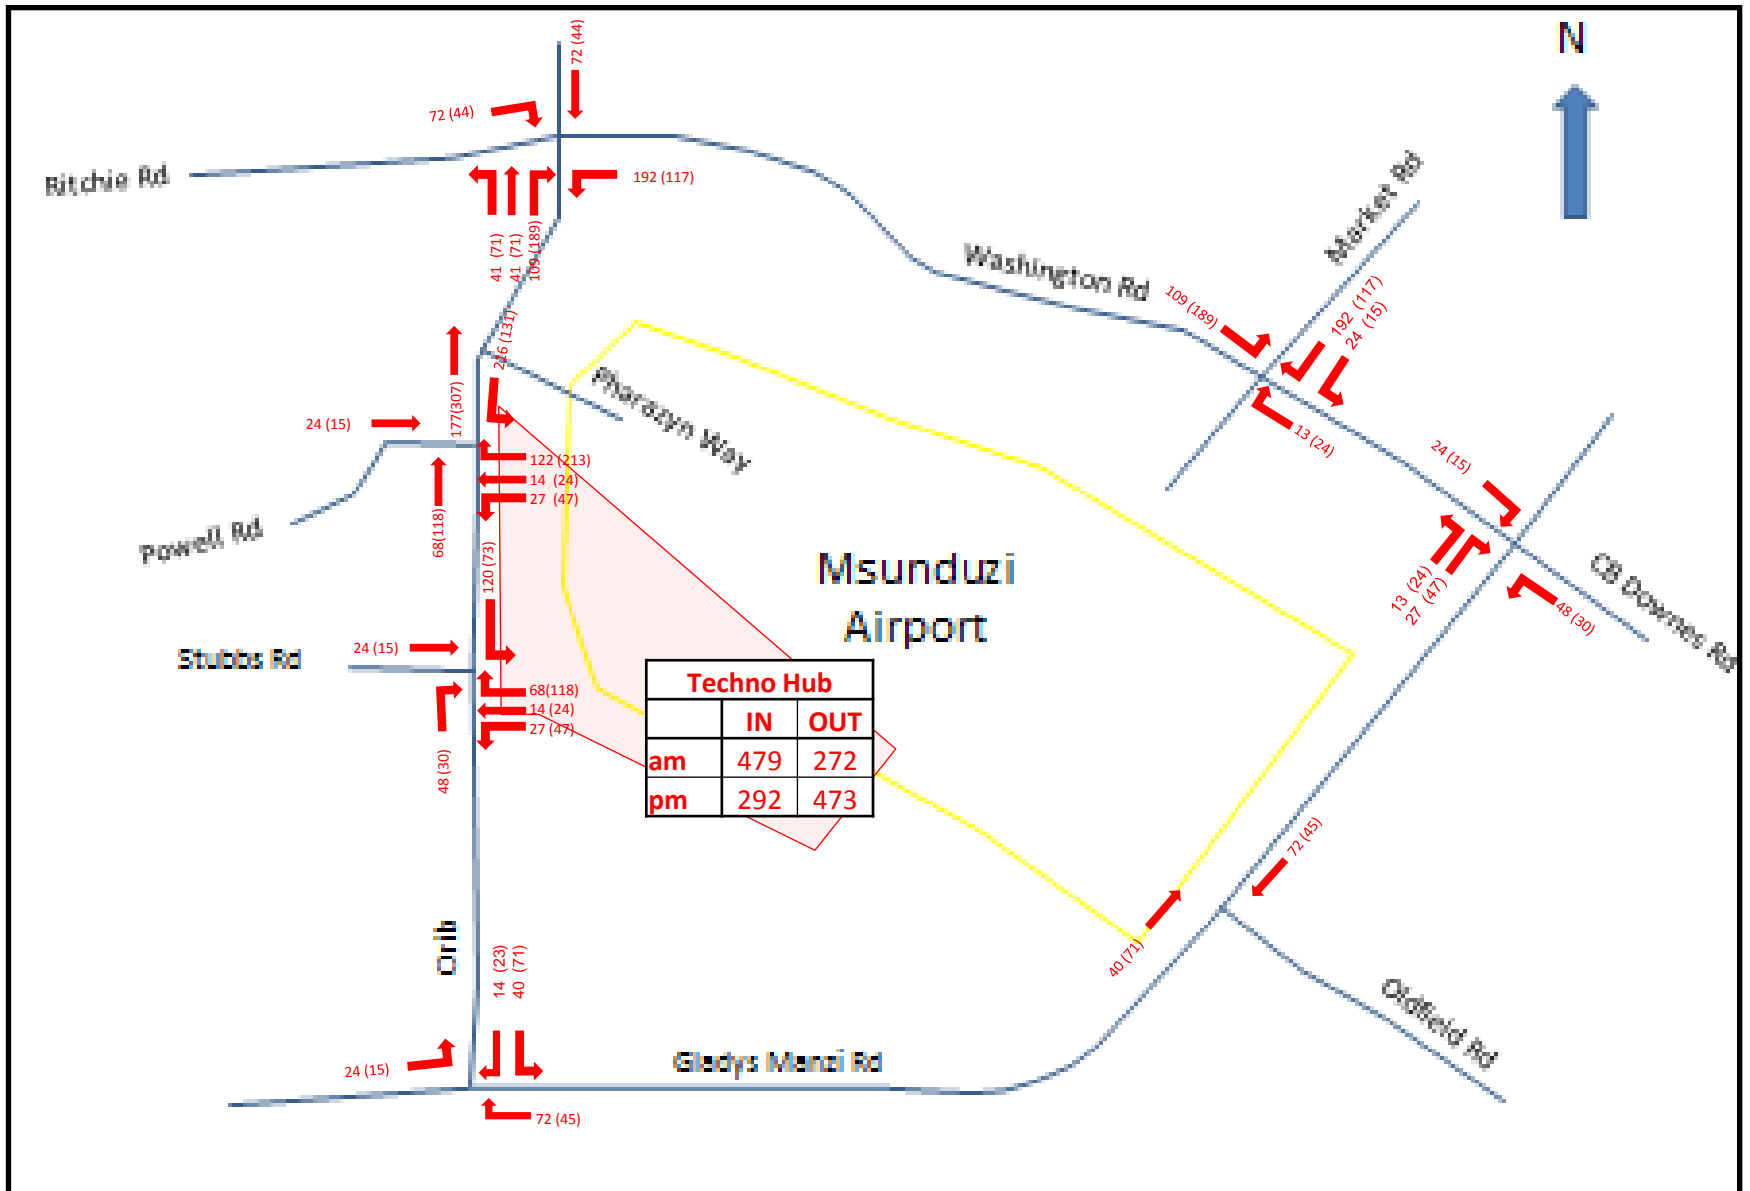 N
72 (44)
72 (44)
Ritchie Rd
192 (117)
41 (71)
41 (71)
109 (189)
Market Rd
Washington Rd
109 (189)
192 (117)
24 (15)
13 (24)
216 (131)
177(307)
Pharazyn Way
24 (15)
122 (213)
14 (24)
27 (47)
68(118)
Powell Rd
24 (15)
13 (24)
27 (47)
48 (30)
CB Downes Rd
120 (73)
Msunduzi
Airport
Stubbs Rd
24 (15)
68(118)
14 (24)
27 (47)
48 (30)
Techno Hub
IN OUT
am 479 272
pm 292 473
72 (45)
40 (71)
Orib
14 (23)
40 (71)
Oldfield Rd
24 (15)
Gladys Manzi Rd
72 (45)